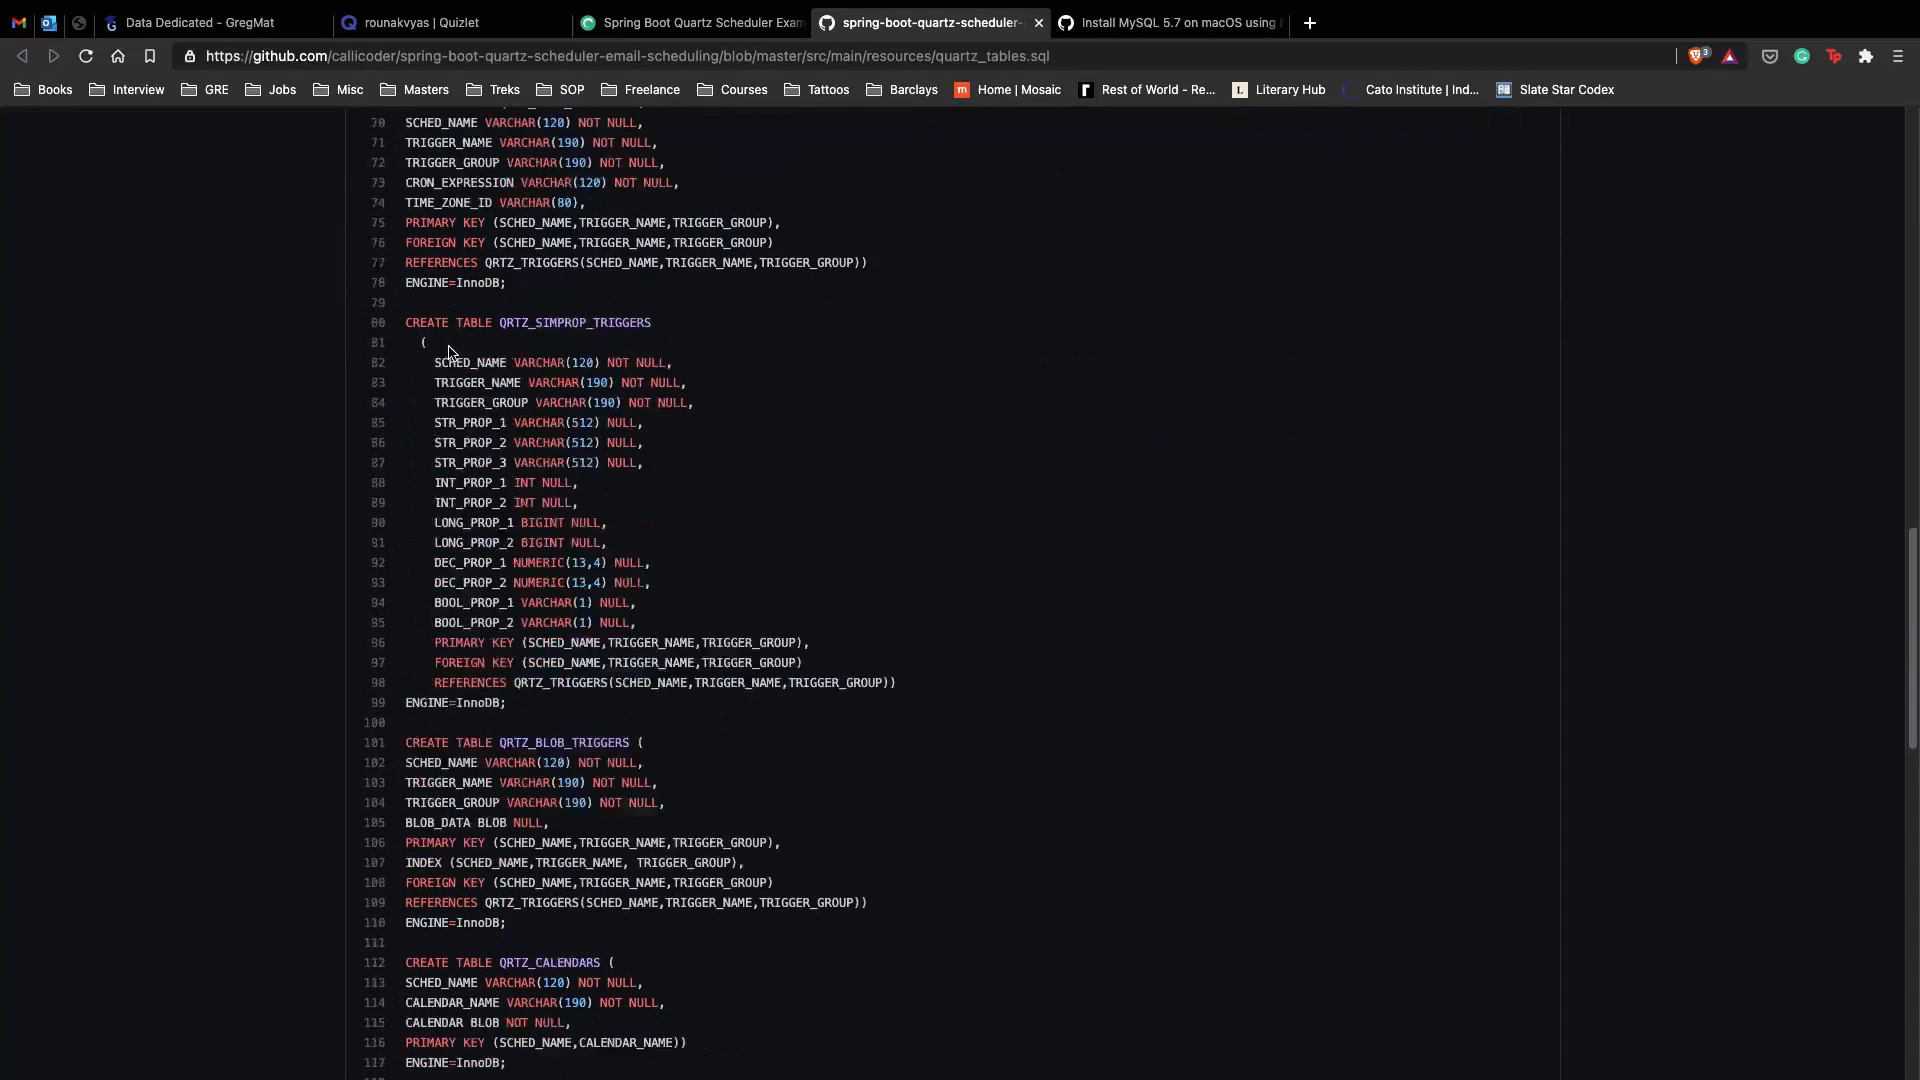 Data Dedicated - GregMat
rounakvyas | Quizlet
Spring Boot Quartz Scheduler Exam
spring-boot-quartz-scheduler-
Install MySQL 5.7 on macOS using
https://github.com/callicoder/spring-boot-quartz-scheduler-email-scheduling/blob/master/src/main/resources/quartz_tables.sql
3
Tp
Books Interview GRE Jobs Misc Masters Treks SOP Freelance Courses Tattoos Barclays Home | Mosaic Rest of World - Re... Literary Hub Cato Institute | Ind... Slate Star Codex
70 SCHED_NAME VARCHAR(120) NOT NULL,
71 TRIGGER_NAME VARCHAR(190) NOT NULL,
72 TRIGGER_GROUP VARCHAR(190) NOT NULL,
73 CRON_EXPRESSION VARCHAR(120) NOT NULL,
74 TIME_ZONE_ID VARCHAR(80),
75 PRIMARY KEY (SCHED_NAME,TRIGGER_NAME,TRIGGER_GROUP),
76 FOREIGN KEY (SCHED_NAME,TRIGGER_NAME,TRIGGER_GROUP)
77 REFERENCES QRTZ_TRIGGERS(SCHED_NAME,TRIGGER_NAME,TRIGGER_GROUP))
78 ENGINE=InnoDB;
79
80 CREATE TABLE QRTZ_SIMPROP_TRIGGERS
81 (
82 SCHED_NAME VARCHAR(120) NOT NULL,
83 TRIGGER_NAME VARCHAR(190) NOT NULL,
84 TRIGGER_GROUP VARCHAR(190) NOT NULL,
85 STR_PROP_1 VARCHAR(512) NULL,
86 STR_PROP_2 VARCHAR(512) NULL,
87 STR_PROP_3 VARCHAR(512) NULL,
88 INT_PROP_1 INT NULL,
89 INT_PROP_2 INT NULL,
90 LONG_PROP_1 BIGINT NULL,
91 LONG_PROP_2 BIGINT NULL,
92 DEC_PROP_1 NUMERIC(13,4) NULL,
93 DEC_PROP_2 NUMERIC(13,4) NULL,
94 BOOL_PROP_1 VARCHAR(1) NULL,
95 BOOL_PROP_2 VARCHAR(1) NULL,
96 PRIMARY KEY (SCHED_NAME,TRIGGER_NAME,TRIGGER_GROUP),
97 FOREIGN KEY (SCHED_NAME,TRIGGER_NAME,TRIGGER_GROUP)
98 REFERENCES QRTZ_TRIGGERS(SCHED_NAME,TRIGGER_NAME,TRIGGER_GROUP))
99 ENGINE=InnoDB;
100
101 CREATE TABLE QRTZ_BLOB_TRIGGERS (
102 SCHED_NAME VARCHAR(120) NOT NULL,
103 TRIGGER_NAME VARCHAR(190) NOT NULL,
104 TRIGGER_GROUP VARCHAR(190) NOT NULL,
105 BLOB_DATA BLOB NULL,
106 PRIMARY KEY (SCHED_NAME,TRIGGER_NAME,TRIGGER_GROUP),
107 INDEX (SCHED_NAME,TRIGGER_NAME, TRIGGER_GROUP),
108 FOREIGN KEY (SCHED_NAME,TRIGGER_NAME,TRIGGER_GROUP)
109 REFERENCES QRTZ_TRIGGERS(SCHED_NAME,TRIGGER_NAME,TRIGGER_GROUP))
110 ENGINE=InnoDB;
111
112 CREATE TABLE QRTZ_CALENDARS (
113 SCHED_NAME VARCHAR(120) NOT NULL,
114 CALENDAR_NAME VARCHAR(190) NOT NULL,
115 CALENDAR BLOB NOT NULL,
116 PRIMARY KEY (SCHED_NAME,CALENDAR_NAME))
117 ENGINE=InnoDB;